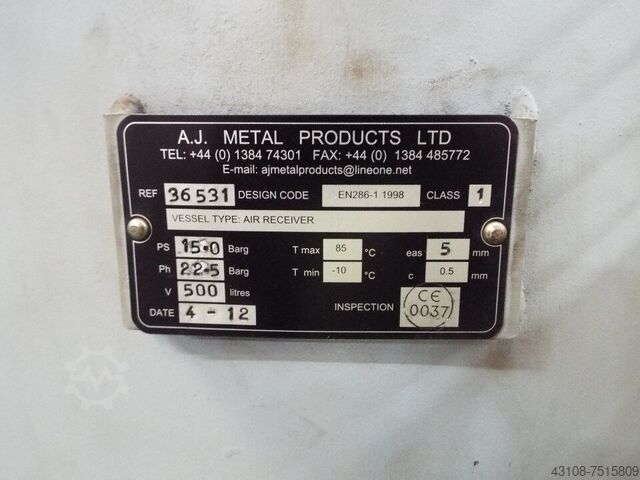 A.J. METAL PRODUCTS LTD
TEL: +44 (0) 1384 74301 FAX: +44 (0) 1384 485772
E-mail: ajmetalproducts@lineone.net
REF 36531 DESIGN CODE EN286-1 1998 CLASS 1
VESSEL TYPE: AIR RECEIVER
PS 15.0 Barg T max 85 °C eas 5 mm
Ph 22.5 Barg T min -10 °C c 0.5 mm
V 500 litres
DATE 4 - 12 INSPECTION CE 0037
43108-7515809